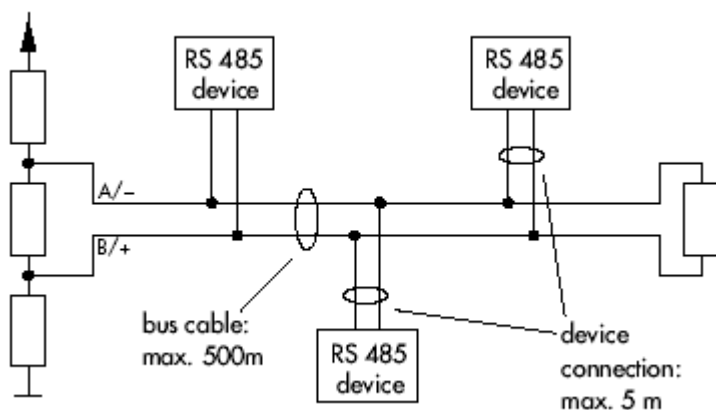 RS 485
device
RS 485
device
A/−
B/+
bus cable:
max. 500m
RS 485
device
device
connection:
max. 5 m